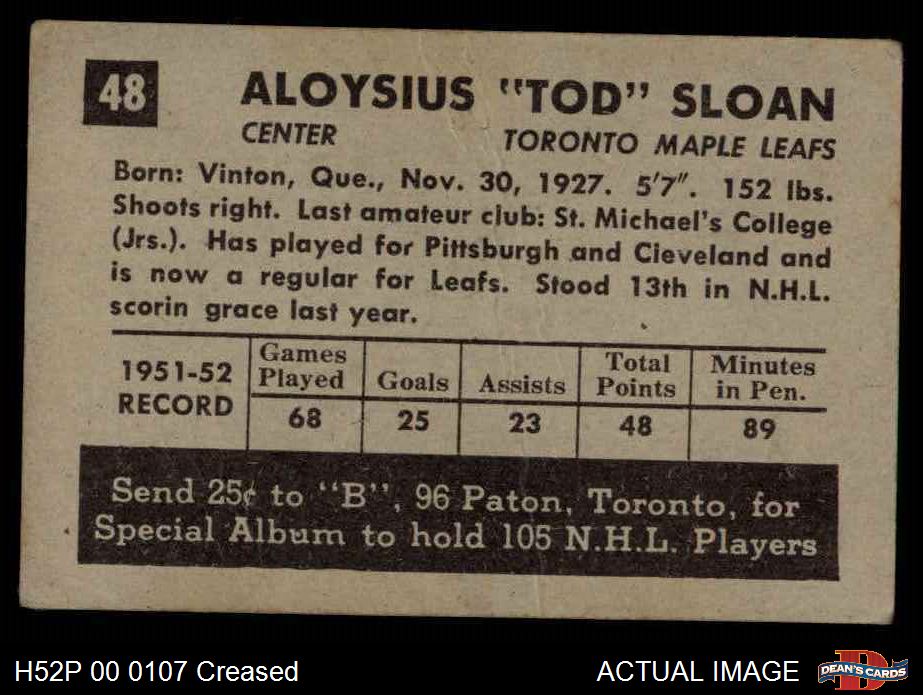 48
ALOYSIUS "TOD" SLOAN
CENTER TORONTO MAPLE LEAFS
Born: Vinton, Que., Nov. 30, 1927. 5'7". 152 lbs.
Shoots right. Last amateur club: St. Michael's College
(Jrs.). Has played for Pittsburgh and Cleveland and
is now a regular for Leafs. Stood 13th in N.H.L.
scorin grace last year.
1951-52 RECORD
Games Played Goals Assists Total Points Minutes in Pen.
68 25 23 48 89
Send 25¢ to "B", 96 Paton, Toronto, for
Special Album to hold 105 N.H.L. Players
H52P 00 0107 Creased ACTUAL IMAGE DEAN'S CARDS